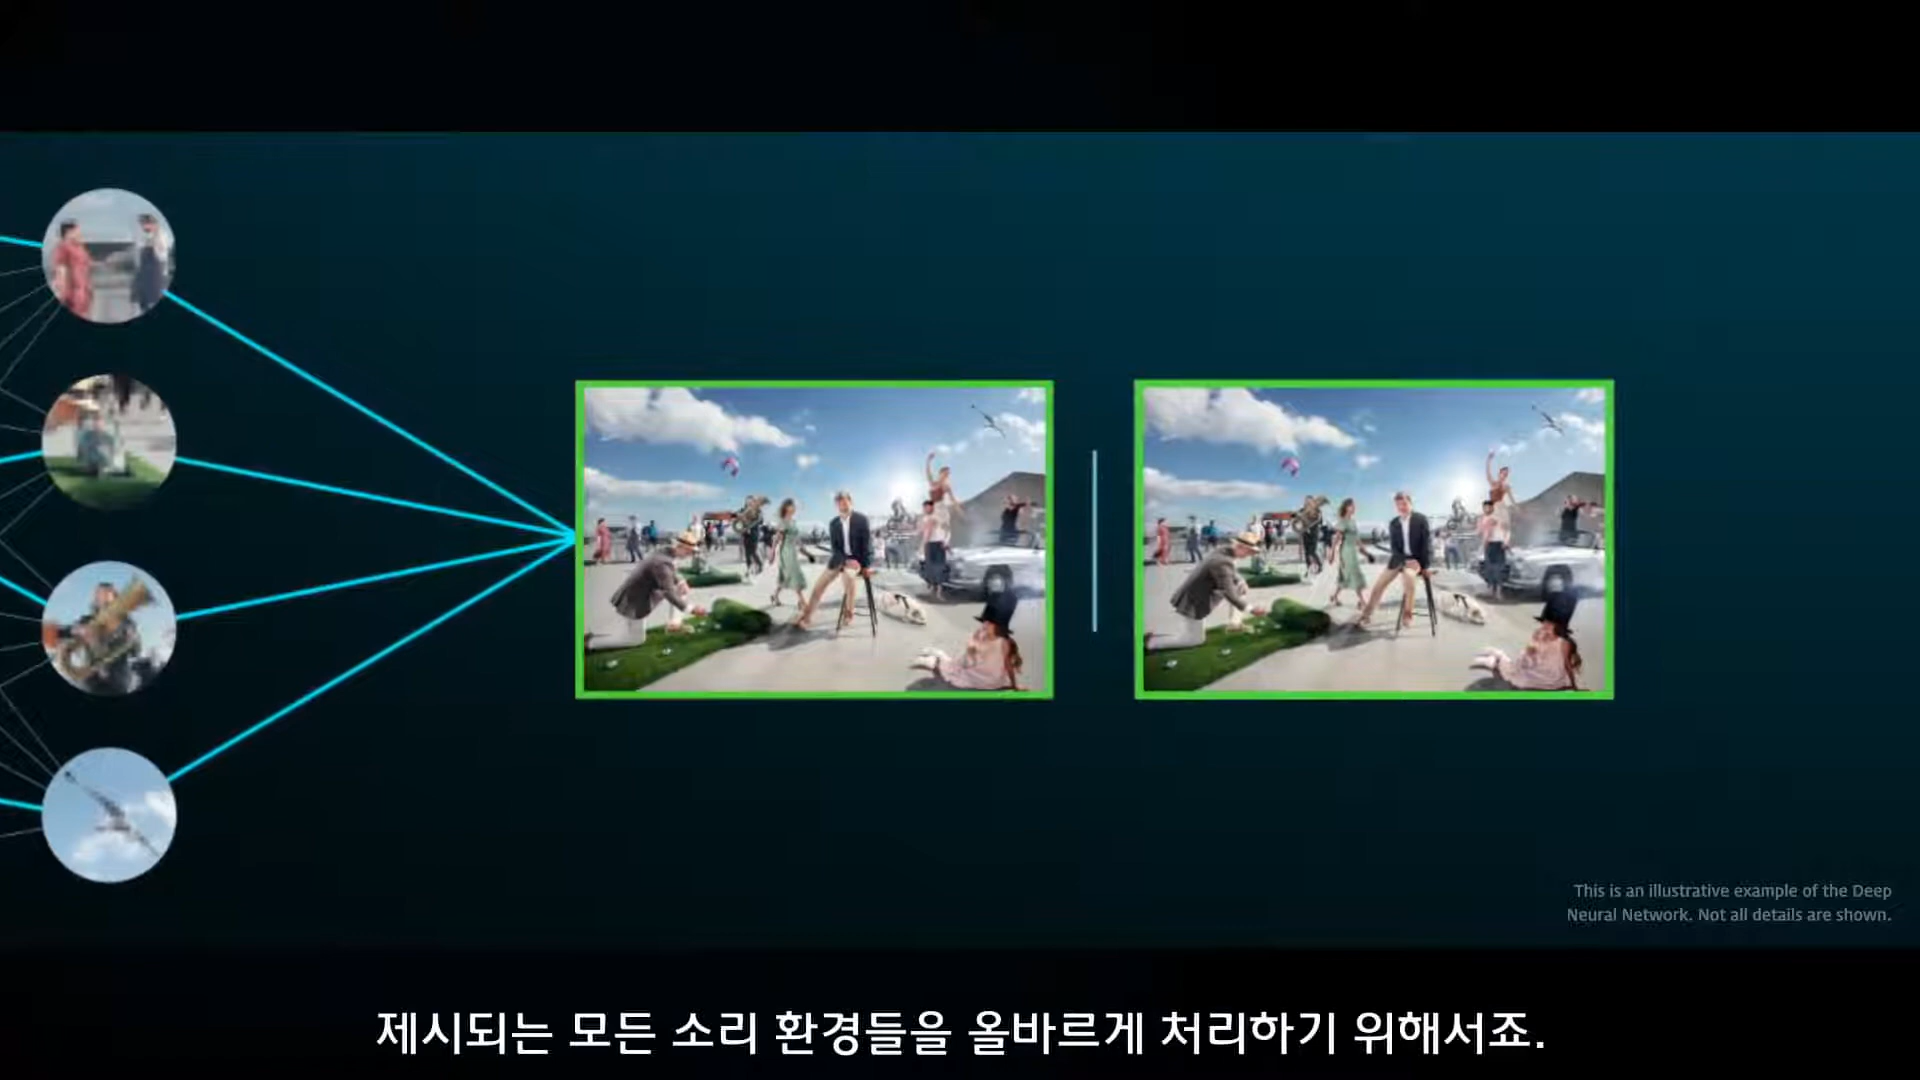 This is an illustrative example of the Deep
Neural Network. Not all details are shown.
제시되는 모든 소리 환경들을 올바르게 처리하기 위해서죠.